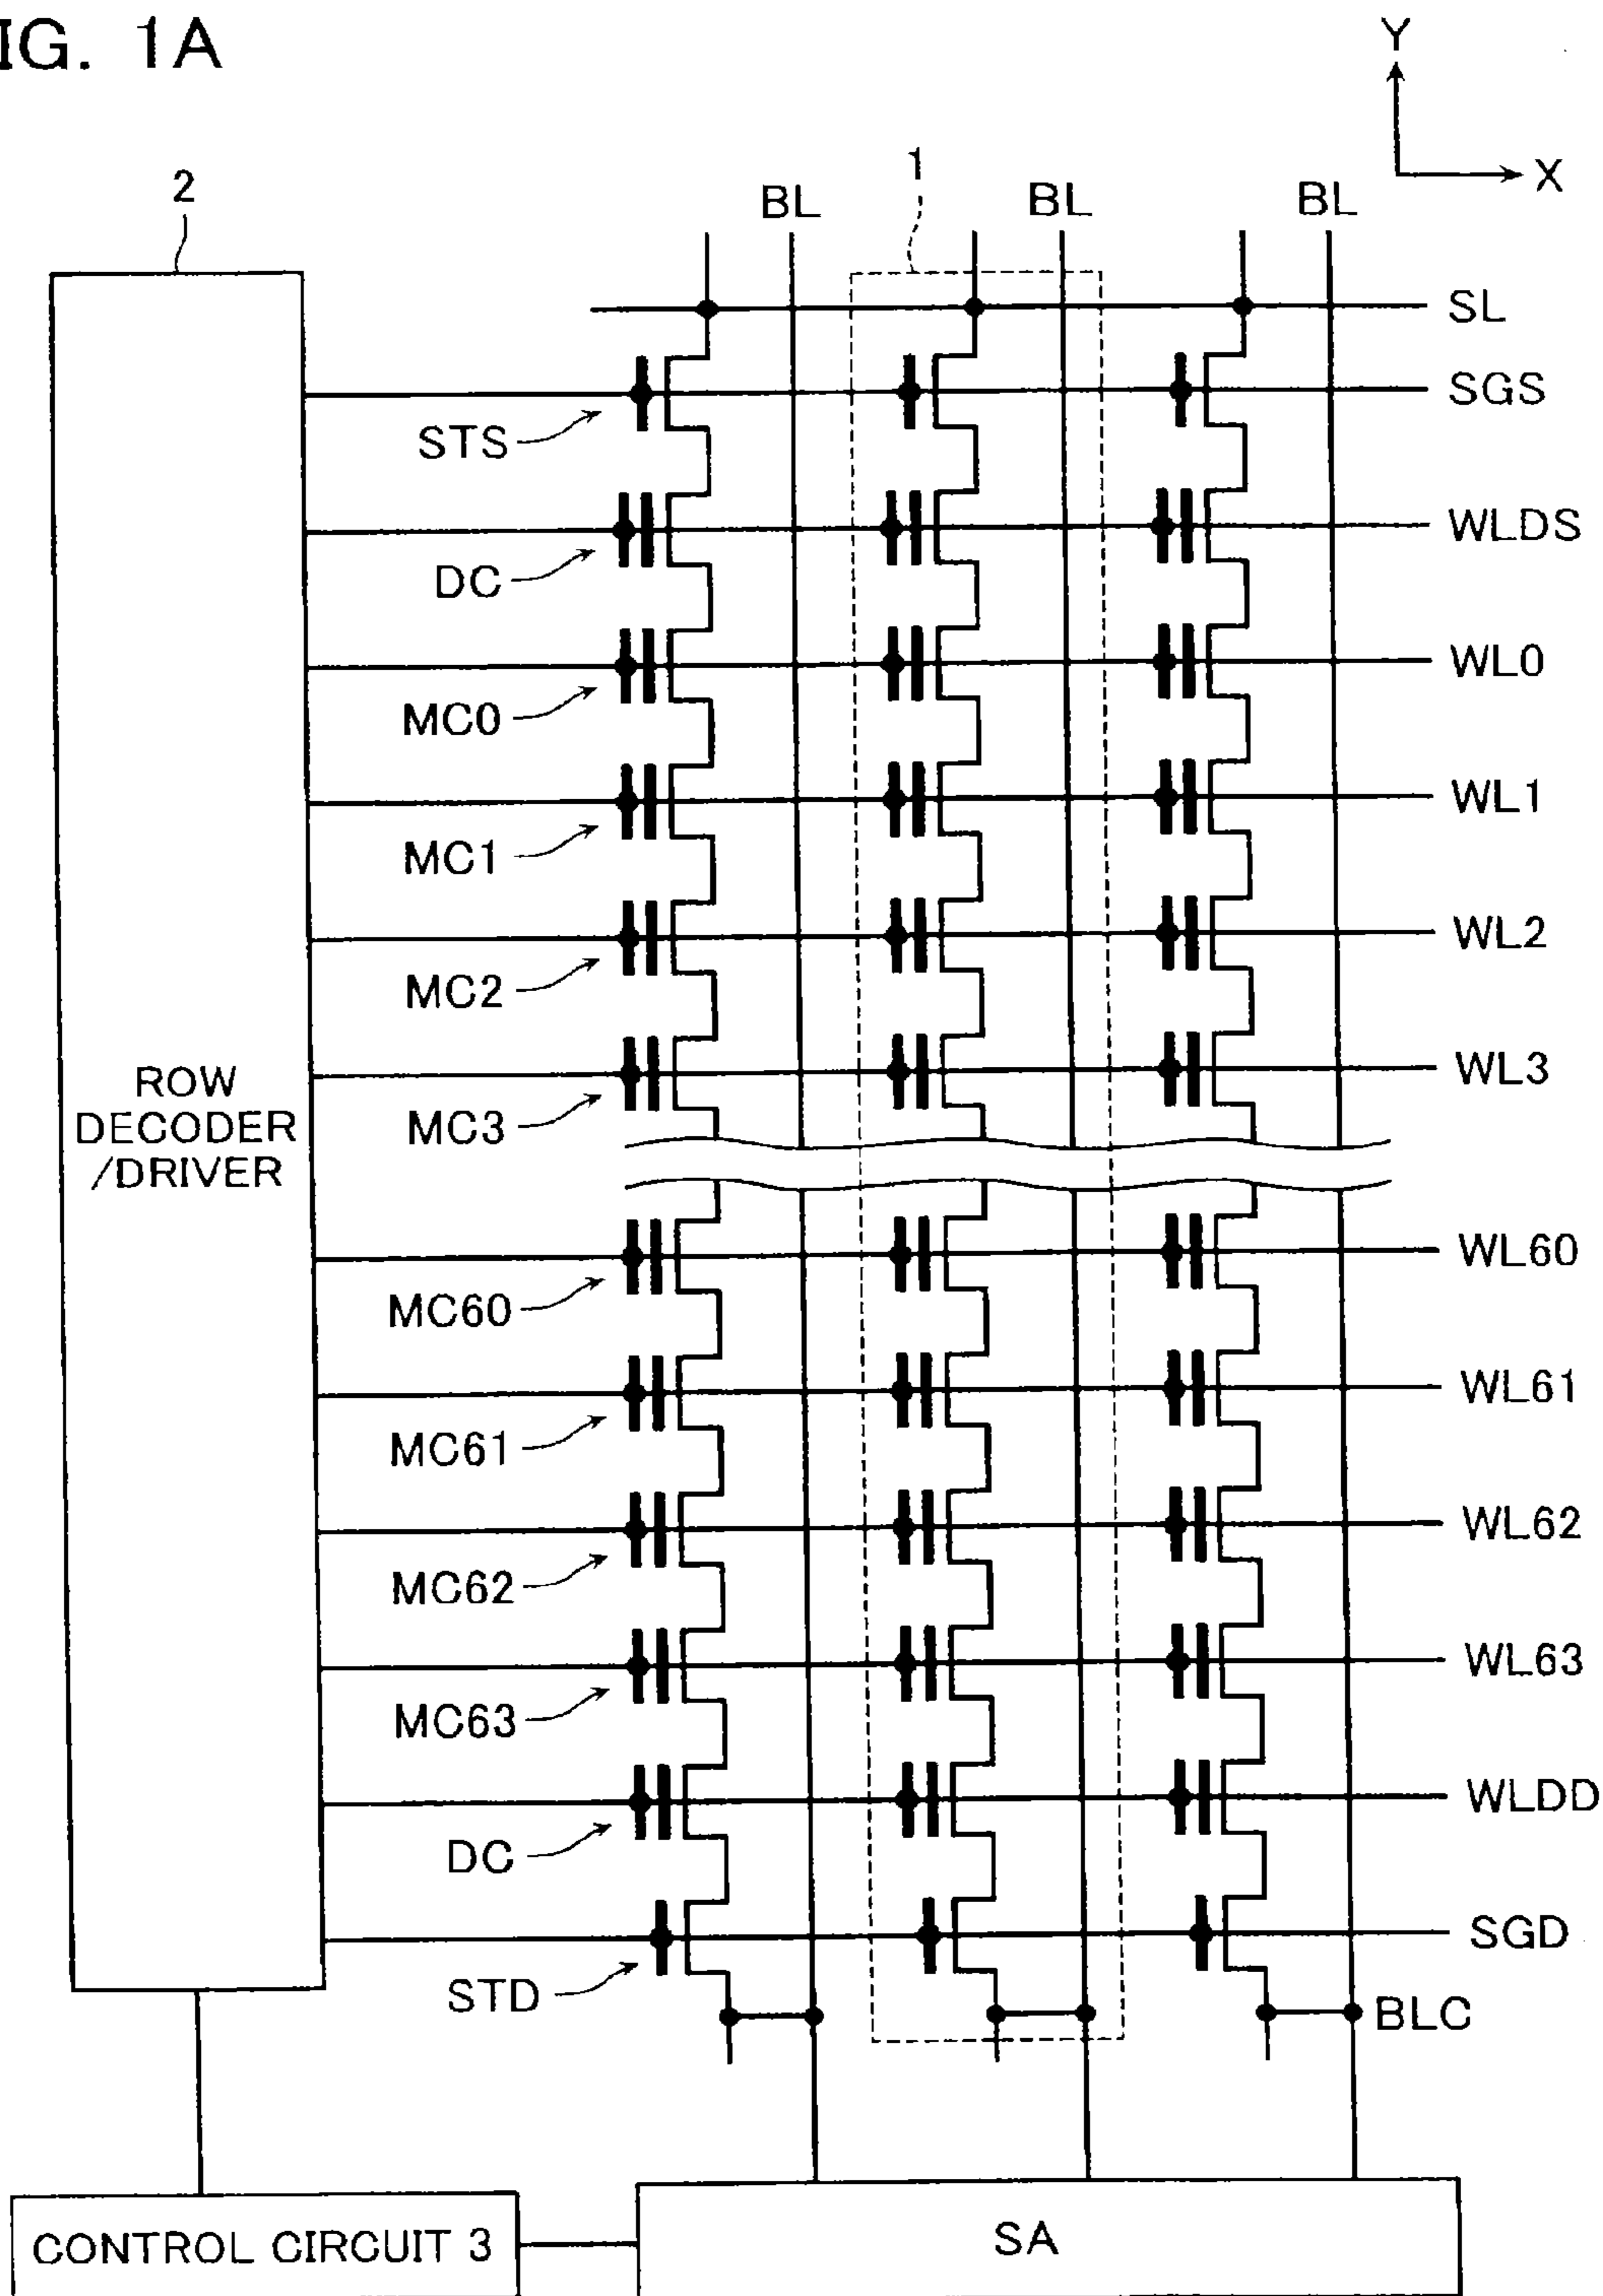 IG. 1A
Y
X
2
1
BL
BL
BL
SL
SGS
STS
WLDS
DC
WL0
MC0
WL1
MC1
WL2
MC2
WL3
MC3
ROW
DECODER
/DRIVER
WL60
MC60
WL61
MC61
WL62
MC62
WL63
MC63
WLDD
DC
SGD
STD
BLC
CONTROL CIRCUIT 3
SA